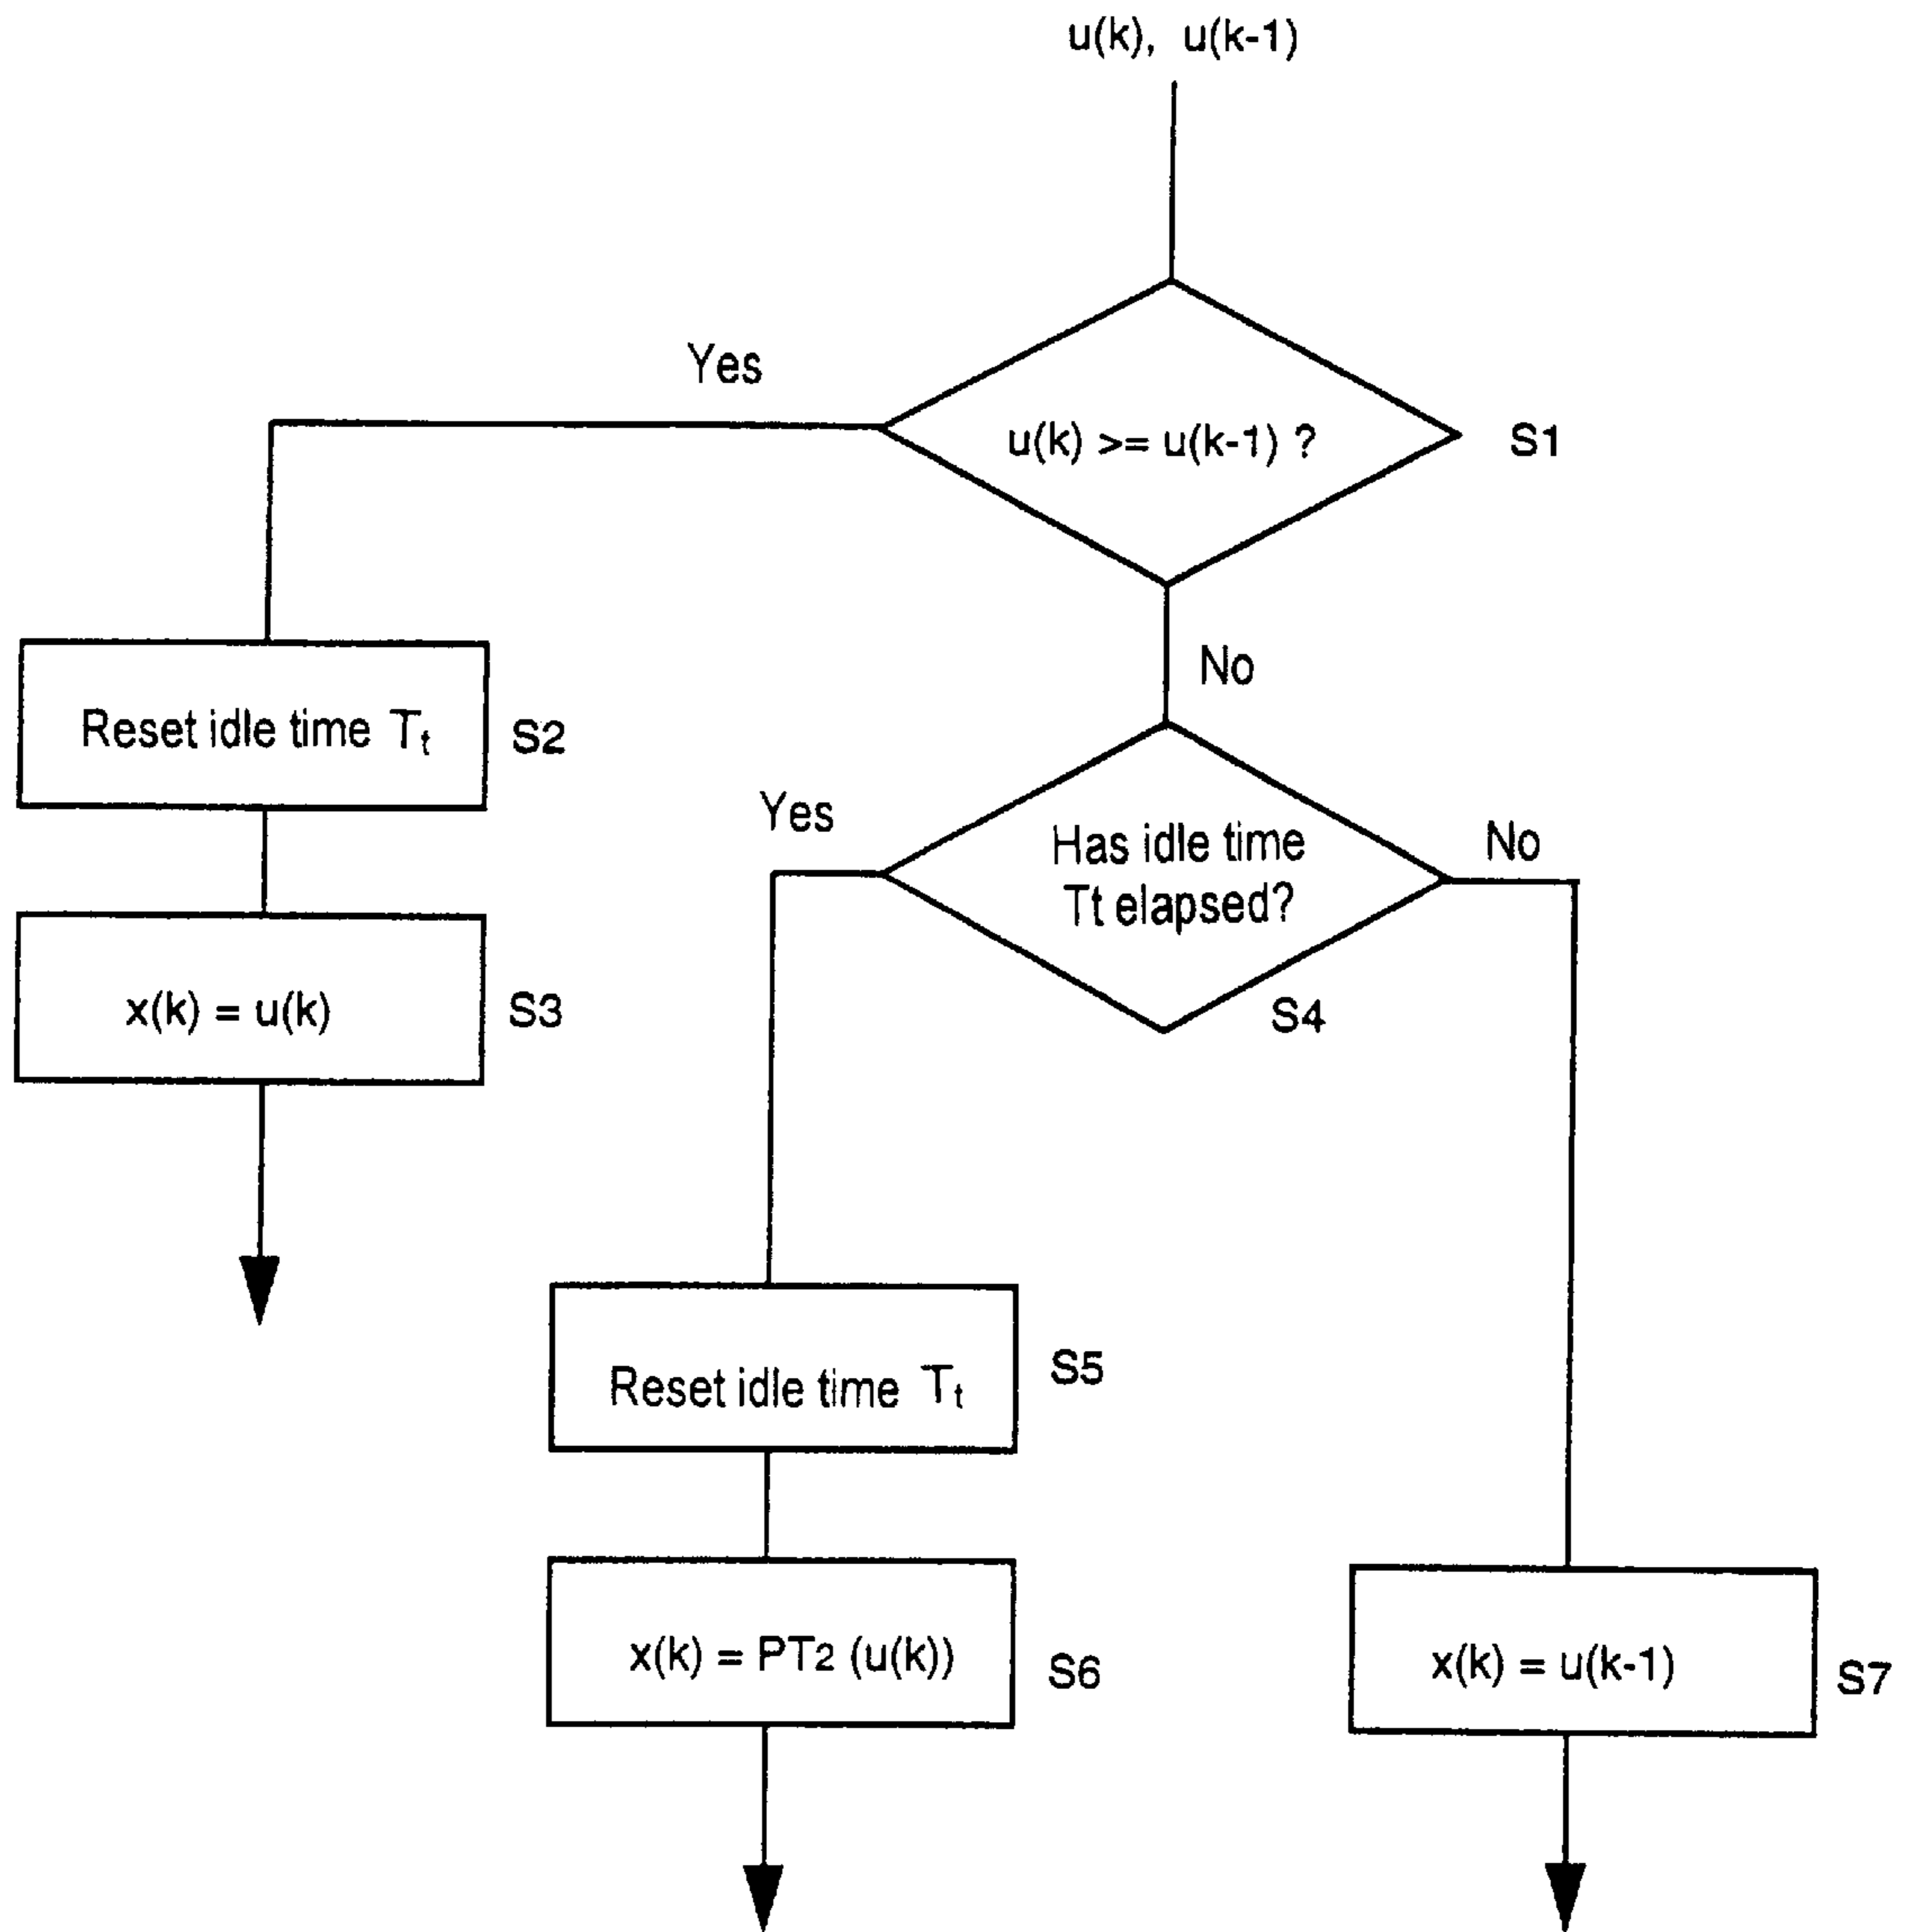 u(k), u(k-1)
Yes
u(k) >= u(k-1) ?
S1
No
Reset idle time Tt
S2
Yes
Has idle time
Tt elapsed?
No
S4
x(k) = u(k)
S3
Reset idle time Tt
S5
x(k) = PT2 (u(k))
S6
x(k) = u(k-1)
S7